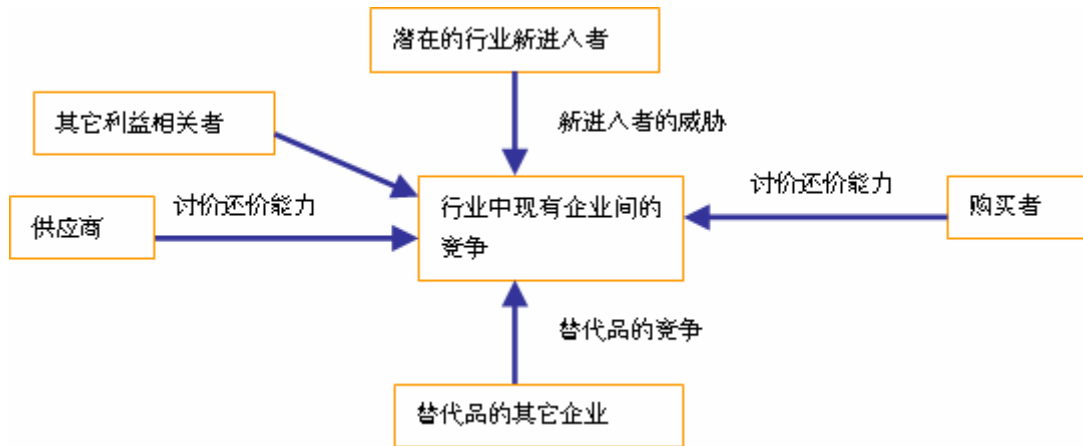 潜在的行业新进入者
其它利益相关者
新进入者的威胁
讨价还价能力
供应商
行业中现有企业间的
竞争
讨价还价能力
购买者
替代品的竞争
替代品的其它企业